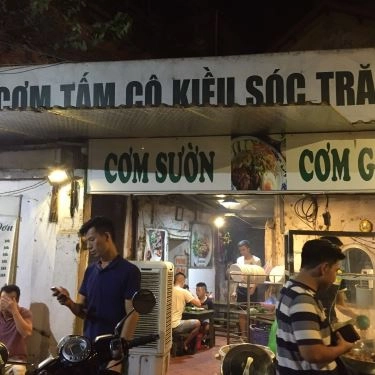 CƠM TẤM CÔ KIỀU SÓC TRĂ
CƠM SƯỜN
CƠM G